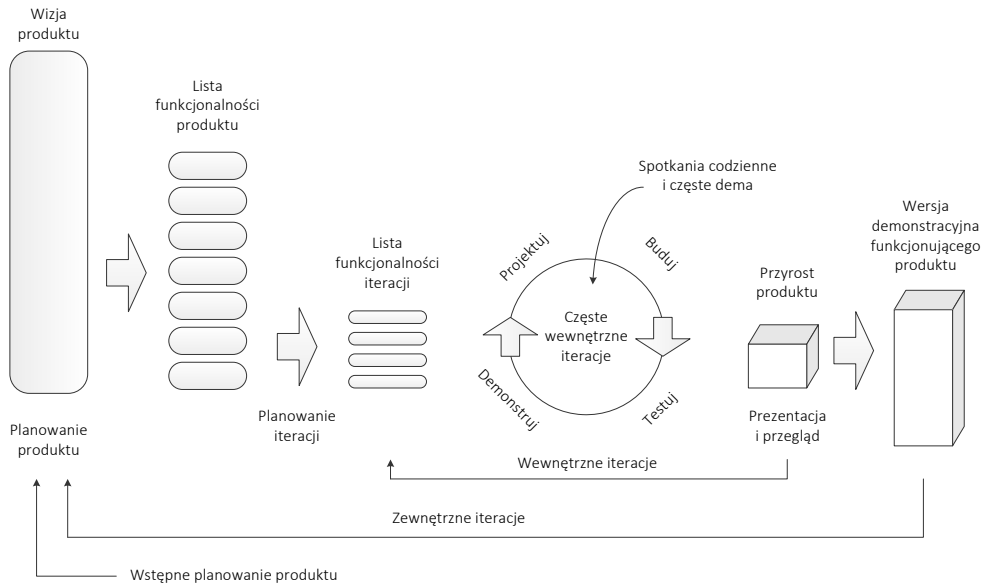 Wizja
produktu
Lista
funkcjonalności
produktu
Spotkania codzienne
i częste dema
Wersja
demonstracyjna
funkcjonującego
produktu
Lista
funkcjonalności
iteracji
Projektuj
Buduj
Przyrost
produktu
Częste
wewnętrzne
iteracje
Demonstruj
Testuj
Planowanie
produktu
Planowanie
iteracji
Prezentacja
i przegląd
Wewnętrzne iteracje
Zewnętrzne iteracje
Wstępne planowanie produktu